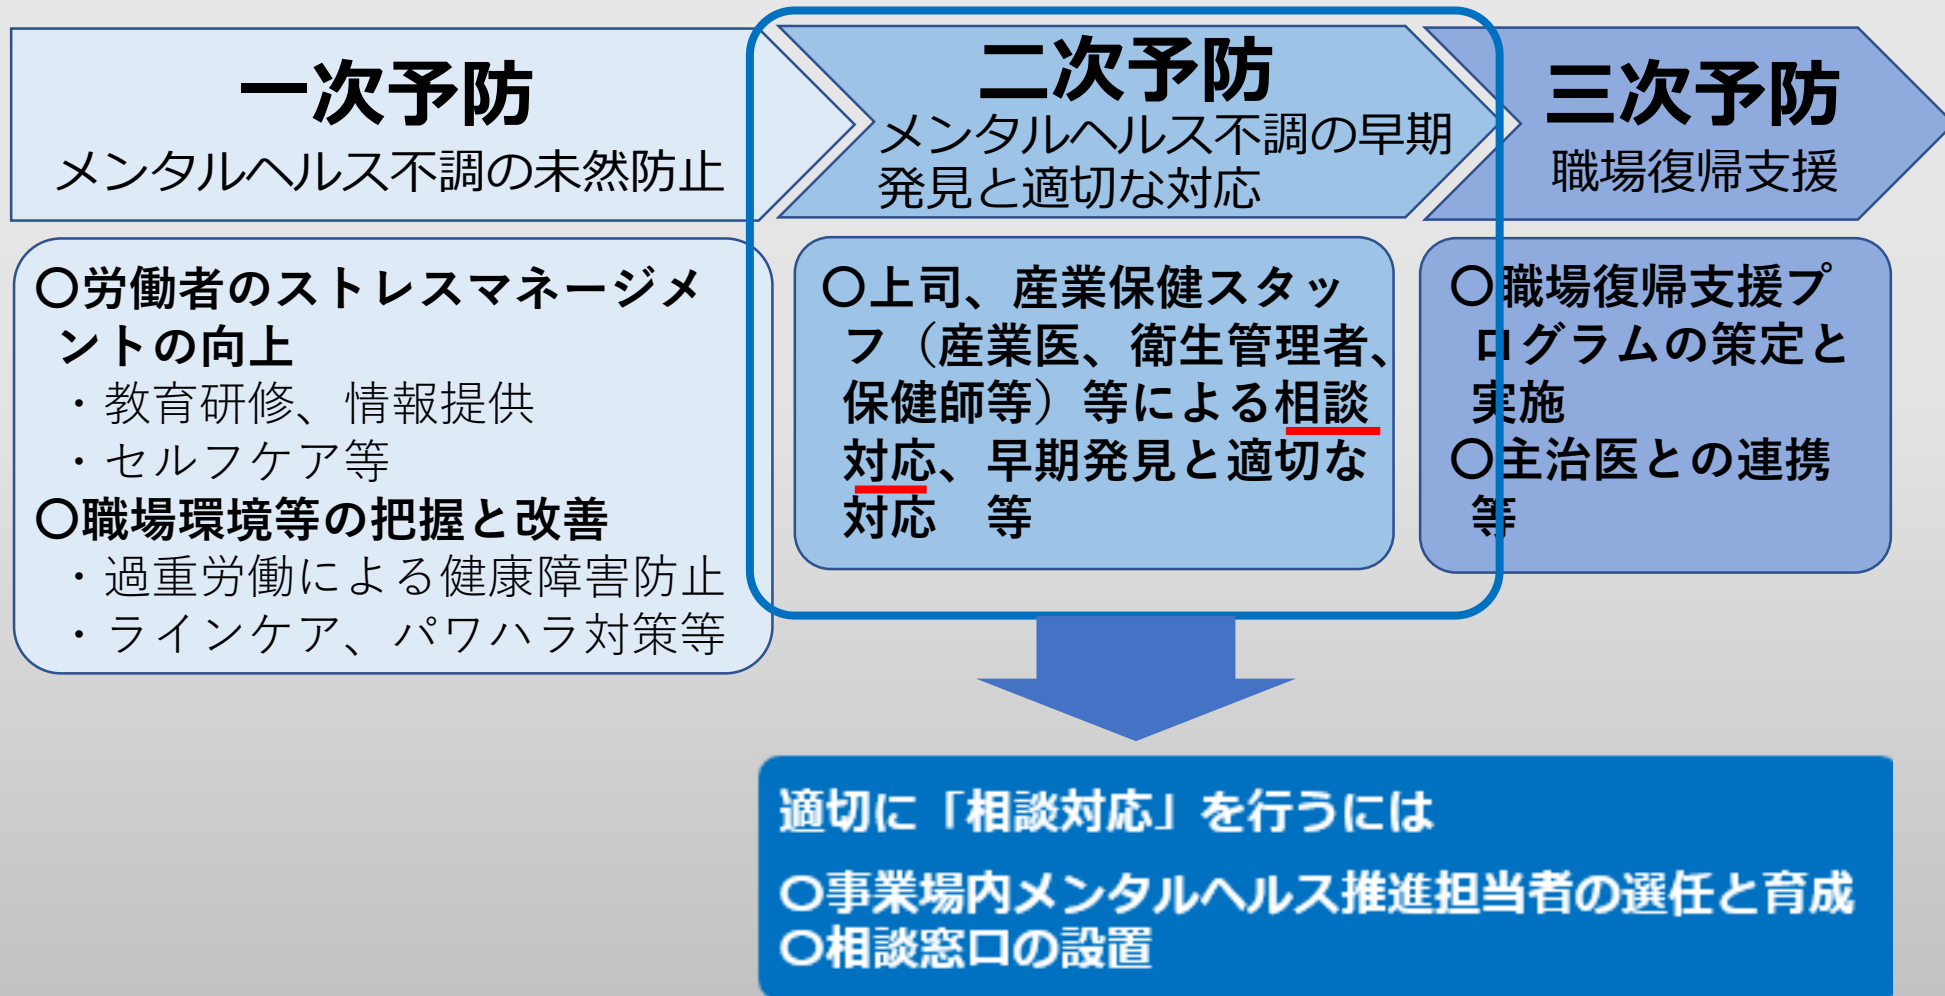 一次予防
メンタルヘルス不調の未然防止
〇労働者のストレスマネージメ
ントの向上
・教育研修、情報提供
・セルフケア等
〇職場環境等の把握と改善
・過重労働による健康障害防止
・ラインケア、パワハラ対策等
二次予防
メンタルヘルス不調の早期
発見と適切な対応
〇上司、産業保健スタッ
フ（産業医、衛生管理者、
保健師等）等による相談
対応、早期発見と適切な
対応　等
三次予防
職場復帰支援
〇職場復帰支援プ
ログラムの策定と
実施
〇主治医との連携
等
適切に「相談対応」を行うには
〇事業場内メンタルヘルス推進担当者の選任と育成
〇相談窓口の設置